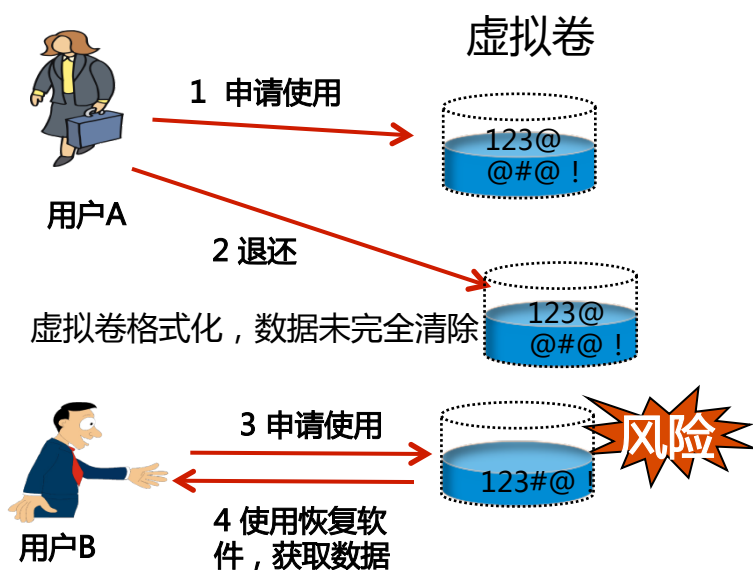 虚拟卷
1 申请使用
123@
@#@！
用户A
2 退还
123@
@#@！
虚拟卷格式化，数据未完全清除
3 申请使用
风险
123#@！
4 使用恢复软
件，获取数据
用户B